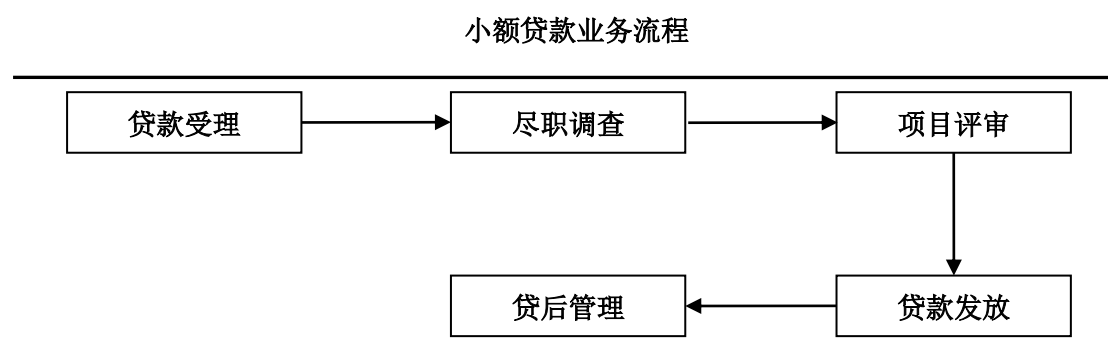 小额贷款业务流程
贷款受理
尽职调查
项目评审
贷款发放
贷后管理